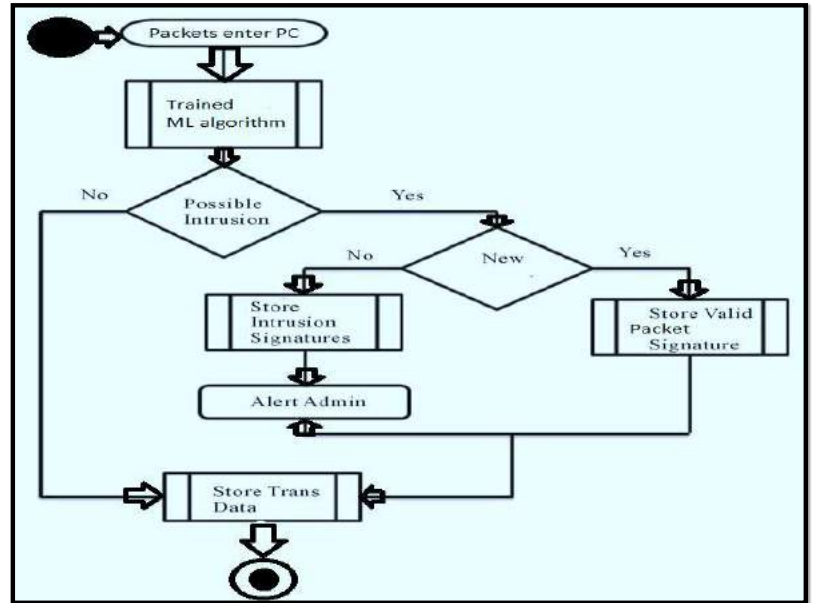 Packets enter PC
Trained
ML algorithm
No
Possible
Intrusion
Yes
No
New
Yes
Store
Intrusion
Signatures
Store Valid
Packet
Signature
Alert Admin
Store Trans
Data